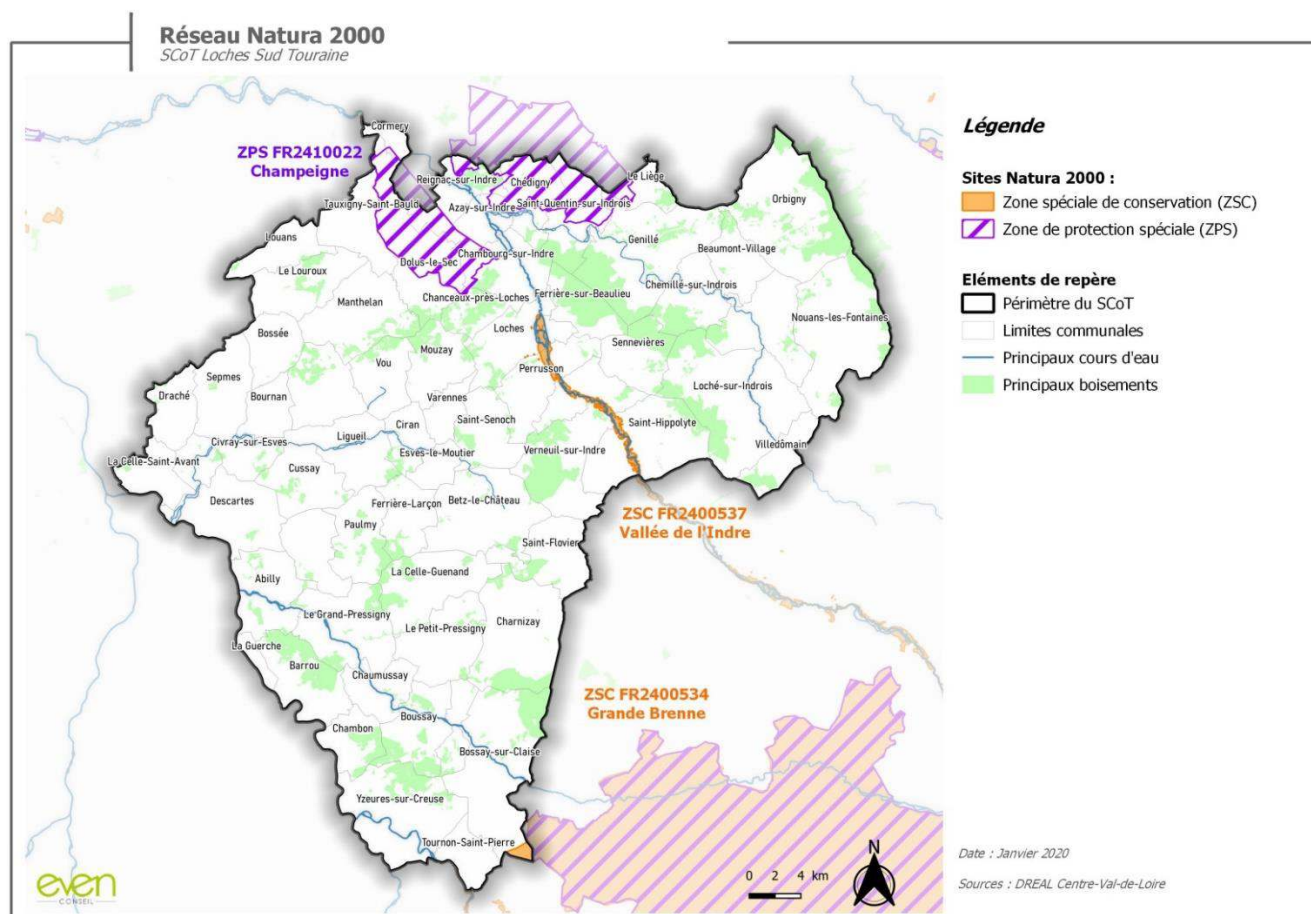 Réseau Natura 2000
SCoT Loches Sud Touraine
Cormery
ZPS FR2410022
Champeigne
Reignac-sur-Indre
Chédigny
Le Liège
Tauxigny-Saint-Bauld
Azay-sur-Indre
Saint-Quentin-sur-Indrois
Orbigny
Louans
Genillé
Beaumont-Village
Le Louroux
Dolus-le-Sec
Chambourg-sur-Indre
Chemillé-sur-Indrois
Manthelan
Chanceaux-près-Loches
Ferrière-sur-Beaulieu
Nouans-les-Fontaines
Bossée
Loches
Sennevières
Mouzay
Vou
Perrusson
Sepmes
Loché-sur-Indrois
Draché
Bournan
Varennes
Saint-Senoch
Saint-Hippolyte
Ciran
Ligueil
Civray-sur-Esves
Villedômain
Esves-le-Moutier
Verneuil-sur-Indre
La Celle-Saint-Avant
Cussay
Descartes
Ferrière-Larçon
Betz-le-Château
ZSC FR2400537
Vallée de l'Indre
Paulmy
Saint-Flovier
La Celle-Guenand
Abilly
Le Grand-Pressigny
Le Petit-Pressigny
Charnizay
La Guerche
Barrou
Chaumussay
ZSC FR2400534
Grande Brenne
Boussay
Chambon
Bossay-sur-Claise
Yzeures-sur-Creuse
Tournon-Saint-Pierre
Légende
Sites Natura 2000 :
Zone spéciale de conservation (ZSC)
Zone de protection spéciale (ZPS)
Eléments de repère
Périmètre du SCoT
Limites communales
Principaux cours d'eau
Principaux boisements
N
0 2 4 km
Date : Janvier 2020
Sources : DREAL Centre-Val-de-Loire
even
CONSEIL